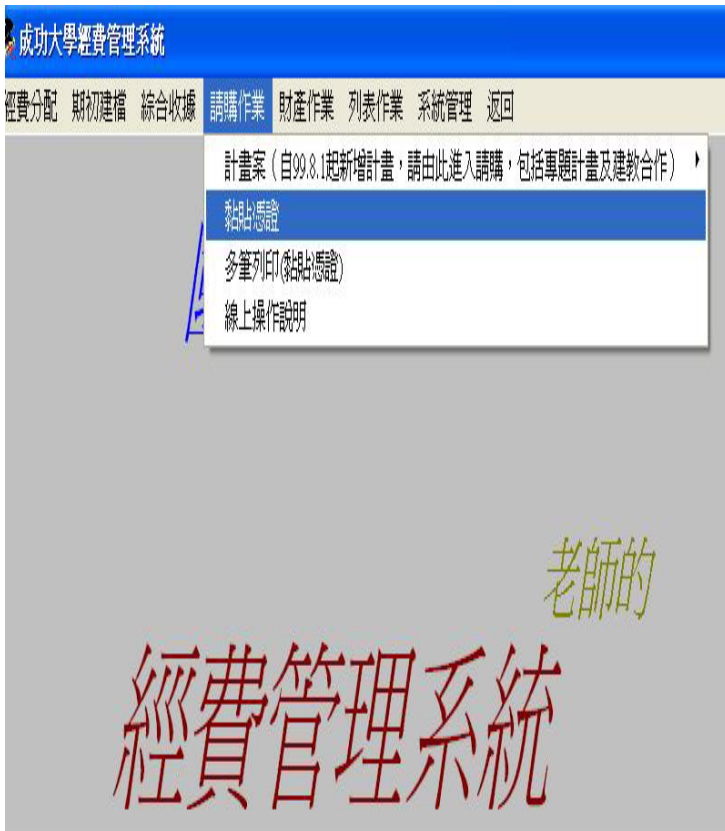 成功大學經費管理系統
經費分配 期初建檔 綜合收據 請購作業 財產作業 列表作業 系統管理 返回
計畫案（自99.8.1起新增計畫，請由此進入請購，包括專題計畫及建教合作）
黏貼憑證
多筆列印(黏貼憑證)
線上操作說明
老師的
經費管理系統